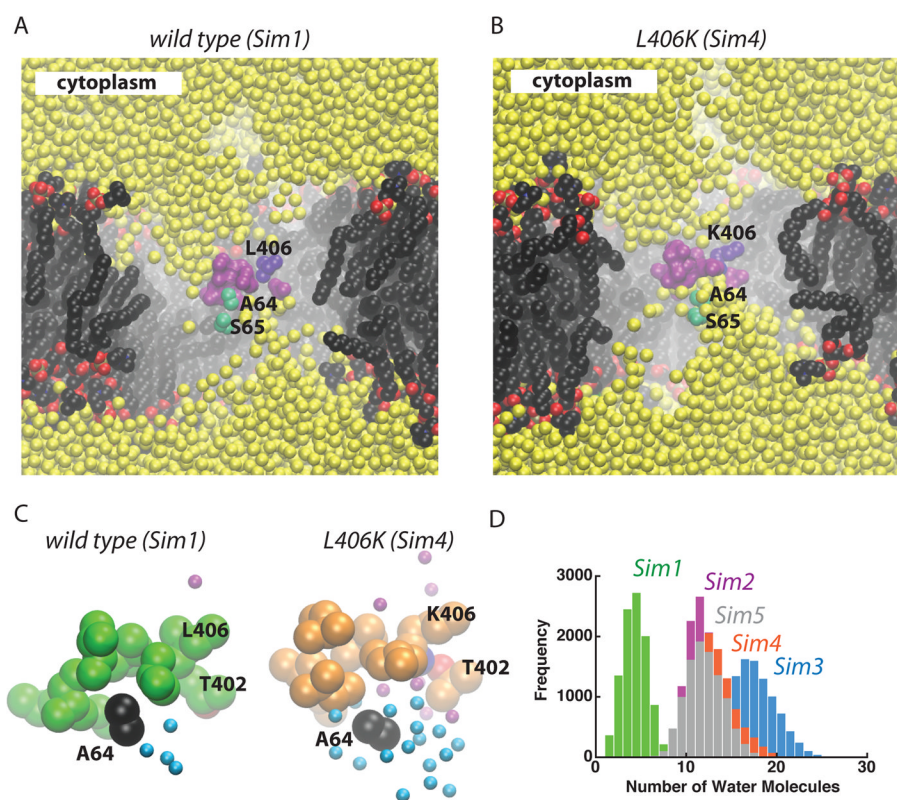 A
wild type (Sim1)
cytoplasm
L406
A64
S65
B
L406K (Sim4)
cytoplasm
K406
A64
S65
C
wild type (Sim1)
L406
T402
A64
L406K (Sim4)
K406
T402
A64
D
3000
2000
1000
0
Frequency
Sim1
Sim2
Sim5
Sim4
Sim3
0
10
20
30
Number of Water Molecules